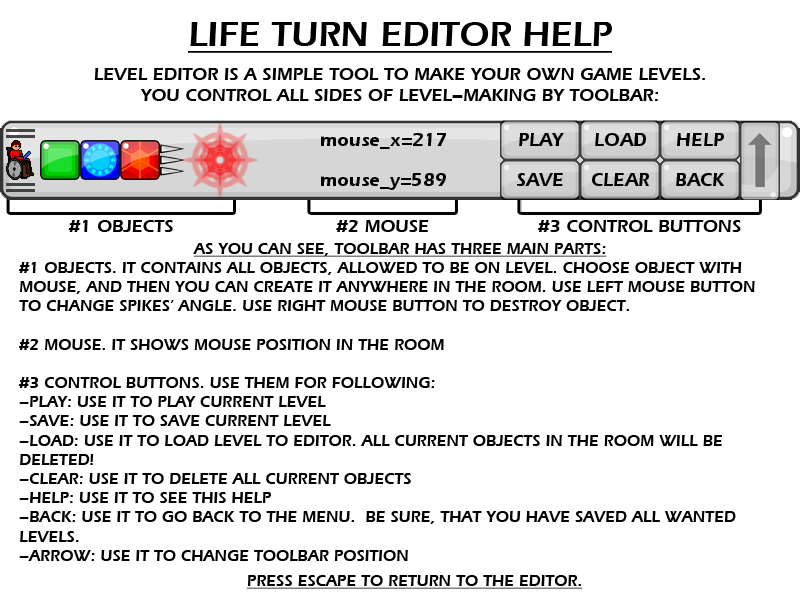 LIFE TURN EDITOR HELP
LEVEL EDITOR IS A SIMPLE TOOL TO MAKE YOUR OWN GAME LEVELS.
YOU CONTROL ALL SIDES OF LEVEL–MAKING BY TOOLBAR:
mouse_x=217 PLAY LOAD HELP
mouse_y=589 SAVE CLEAR BACK
#1 OBJECTS #2 MOUSE #3 CONTROL BUTTONS
AS YOU CAN SEE, TOOLBAR HAS THREE MAIN PARTS:
#1 OBJECTS. IT CONTAINS ALL OBJECTS, ALLOWED TO BE ON LEVEL. CHOOSE OBJECT WITH
MOUSE, AND THEN YOU CAN CREATE IT ANYWHERE IN THE ROOM. USE LEFT MOUSE BUTTON
TO CHANGE SPIKES' ANGLE. USE RIGHT MOUSE BUTTON TO DESTROY OBJECT.
#2 MOUSE. IT SHOWS MOUSE POSITION IN THE ROOM
#3 CONTROL BUTTONS. USE THEM FOR FOLLOWING:
–PLAY: USE IT TO PLAY CURRENT LEVEL
–SAVE: USE IT TO SAVE CURRENT LEVEL
–LOAD: USE IT TO LOAD LEVEL TO EDITOR. ALL CURRENT OBJECTS IN THE ROOM WILL BE
DELETED!
–CLEAR: USE IT TO DELETE ALL CURRENT OBJECTS
–HELP: USE IT TO SEE THIS HELP
–BACK: USE IT TO GO BACK TO THE MENU. BE SURE, THAT YOU HAVE SAVED ALL WANTED
LEVELS.
–ARROW: USE IT TO CHANGE TOOLBAR POSITION
PRESS ESCAPE TO RETURN TO THE EDITOR.